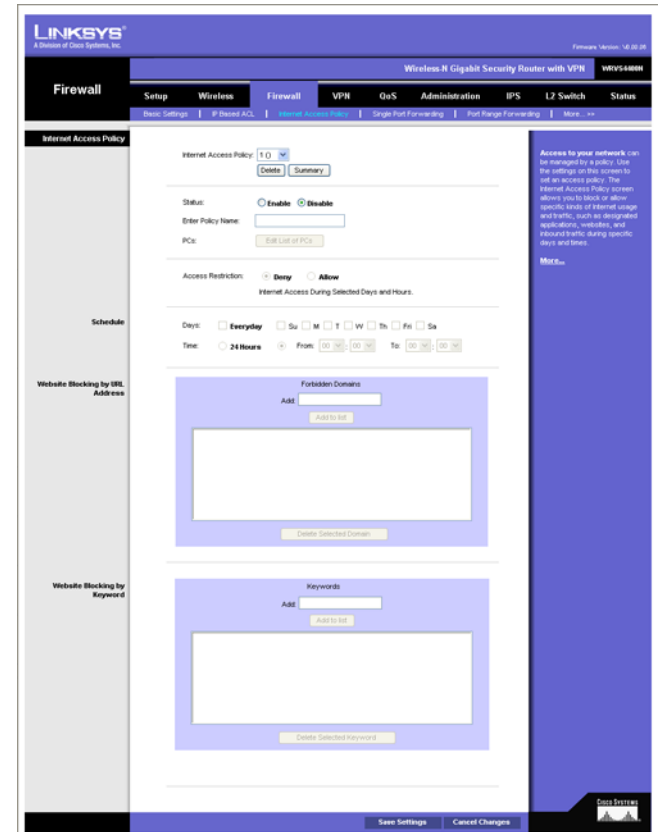 LINKSYS®
A Division of Cisco Systems, Inc.
Firmware Version: V0.00.08
Wireless-N Gigabit Security Router with VPN WRVS4400N
Firewall
Setup Wireless Firewall VPN QoS Administration IPS L2 Switch Status
Basic Settings | IP Based ACL | Internet Access Policy | Single Port Forwarding | Port Range Forwarding | More...>>
Internet Access Policy
Internet Access Policy: 1 ()
Delete Summary
Status: Enable Disable
Enter Policy Name:
PCs: Edit List of PCs
Access Restriction: Deny Allow
Internet Access During Selected Days and Hours.
Schedule
Days: Everyday Su M T W Th Fri Sa
Time: 24 Hours From: 00 : 00 To: 00 : 00
Website Blocking by URL Address
Forbidden Domains
Add
Add to list
Delete Selected Domain
Website Blocking by Keyword
Keywords
Add
Add to list
Delete Selected Keyword
Access to your network can
be managed by a policy. Use
the settings on this screen to
set an access policy. The
Internet Access Policy screen
allows you to block or allow
specific kinds of Internet usage
and traffic, such as designated
applications, websites, and
inbound traffic during specific
days and times.
More...
Save Settings Cancel Changes
CISCO SYSTEMS